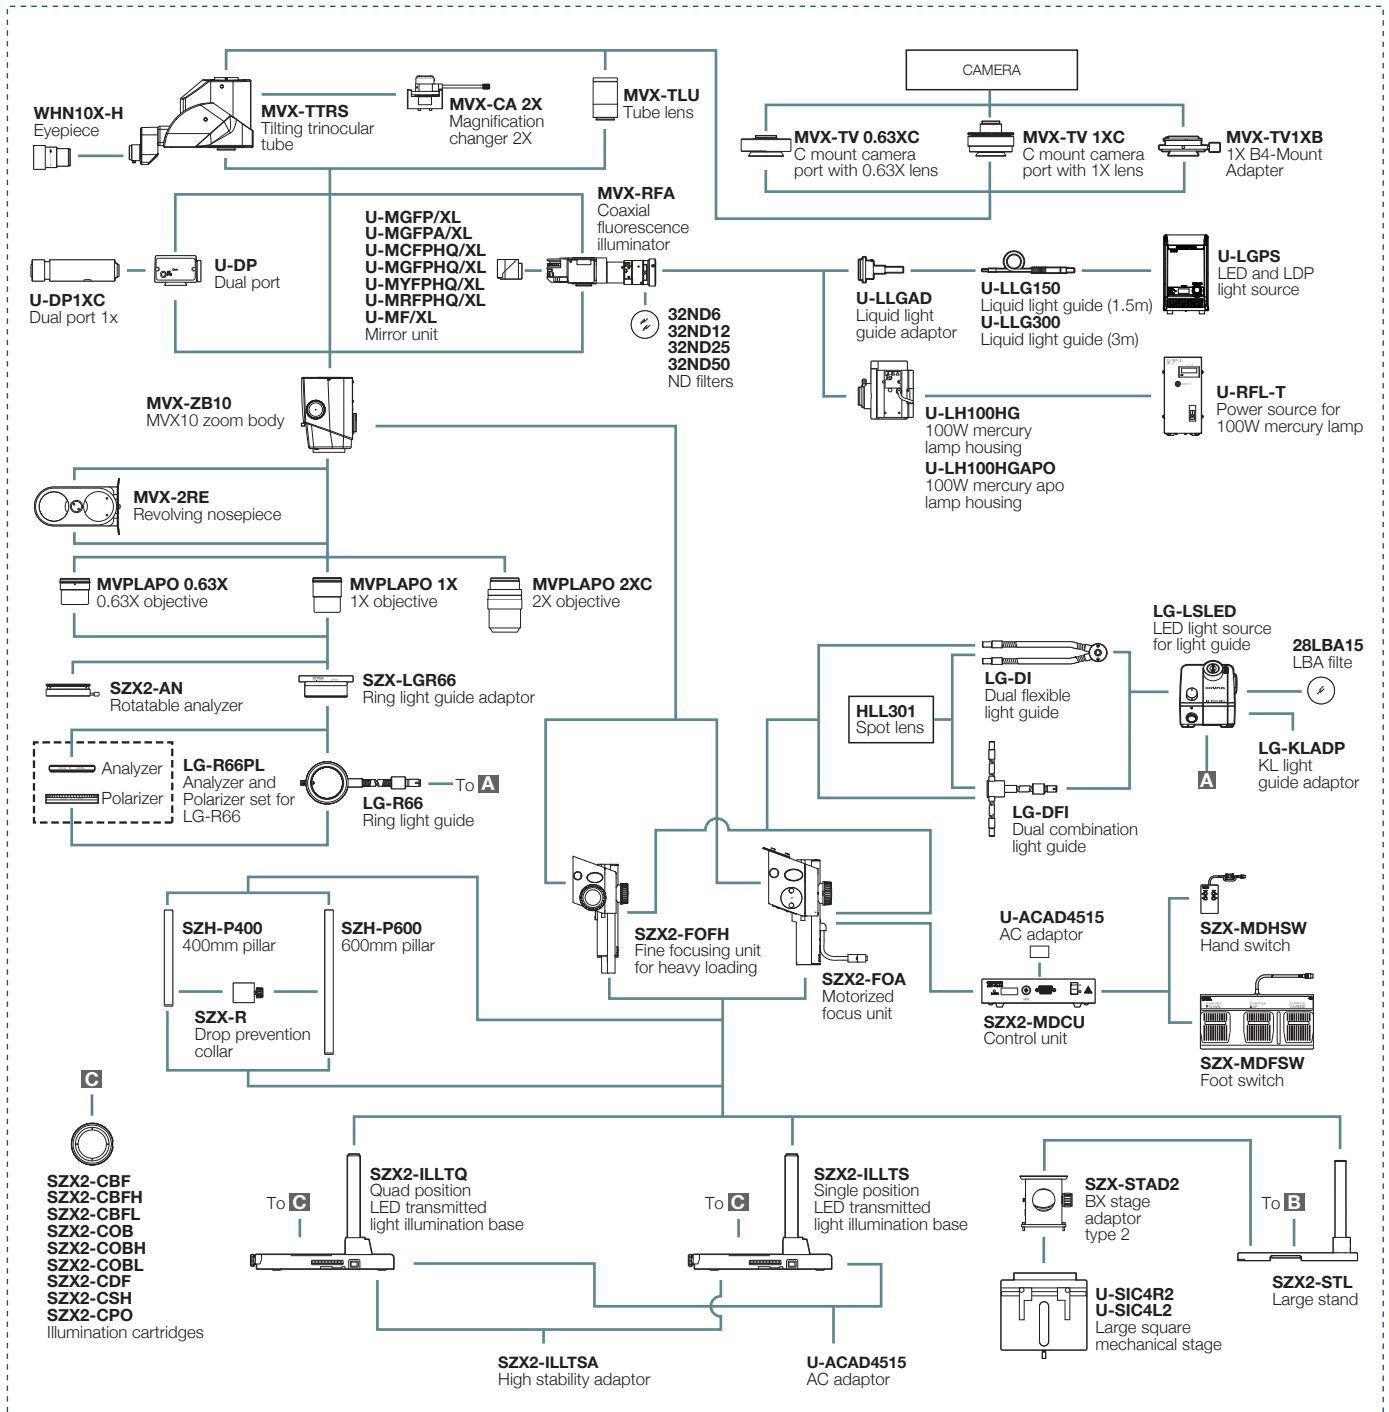 CAMERA
WHN10X-H
Eyepiece
MVX-TTRS
Tilting trinocular
tube
MVX-CA 2X
Magnification
changer 2X
MVX-TLU
Tube lens
MVX-TV 0.63XC
C mount camera
port with 0.63X lens
MVX-TV 1XC
C mount camera
port with 1X lens
MVX-TV1XB
1X B4-Mount
Adapter
U-DP1XC
Dual port 1x
U-DP
Dual port
U-MGFP/XL
U-MGFPA/XL
U-MCFPHQ/XL
U-MGFPHQ/XL
U-MYFPHQ/XL
U-MRFPHQ/XL
U-MF/XL
Mirror unit
MVX-RFA
Coaxial
fluorescence
illuminator
32ND6
32ND12
32ND25
32ND50
ND filters
U-LLGAD
Liquid light
guide adaptor
U-LLG150
Liquid light guide (1.5m)
U-LLG300
Liquid light guide (3m)
U-LGPS
LED and LDP
light source
U-LH100HG
100W mercury
lamp housing
U-LH100HGAPO
100W mercury apo
lamp housing
U-RFL-T
Power source for
100W mercury lamp
MVX-ZB10
MVX10 zoom body
MVX-2RE
Revolving nosepiece
MVPLAPO 0.63X
0.63X objective
MVPLAPO 1X
1X objective
MVPLAPO 2XC
2X objective
SZX2-AN
Rotatable analyzer
SZX-LGR66
Ring light guide adaptor
Analyzer
Polarizer
LG-R66PL
Analyzer and
Polarizer set for
LG-R66
LG-R66
Ring light guide
To A
HLL301
Spot lens
LG-DI
Dual flexible
light guide
LG-DFI
Dual combination
light guide
LG-LSLED
LED light source
for light guide
OLYMPUS
28LBA15
LBA filte
LG-KLADP
KL light
guide adaptor
A
SZH-P400
400mm pillar
SZH-P600
600mm pillar
SZX-R
Drop prevention
collar
SZX2-FOFH
Fine focusing unit
for heavy loading
SZX2-FOA
Motorized
focus unit
U-ACAD4515
AC adaptor
SZX2-MDCU
Control unit
SZX-MDHSW
Hand switch
SZX-MDFSW
Foot switch
C
SZX2-CBF
SZX2-CBFH
SZX2-CBFL
SZX2-COB
SZX2-COBH
SZX2-COBL
SZX2-CDF
SZX2-CSH
SZX2-CPO
Illumination cartridges
To C
SZX2-ILLTQ
Quad position
LED transmitted
light illumination base
To C
SZX2-ILLTS
Single position
LED transmitted
light illumination base
SZX-STAD2
BX stage
adaptor
type 2
To B
SZX2-STL
Large stand
U-SIC4R2
U-SIC4L2
Large square
mechanical stage
SZX2-ILLTSA
High stability adaptor
U-ACAD4515
AC adaptor